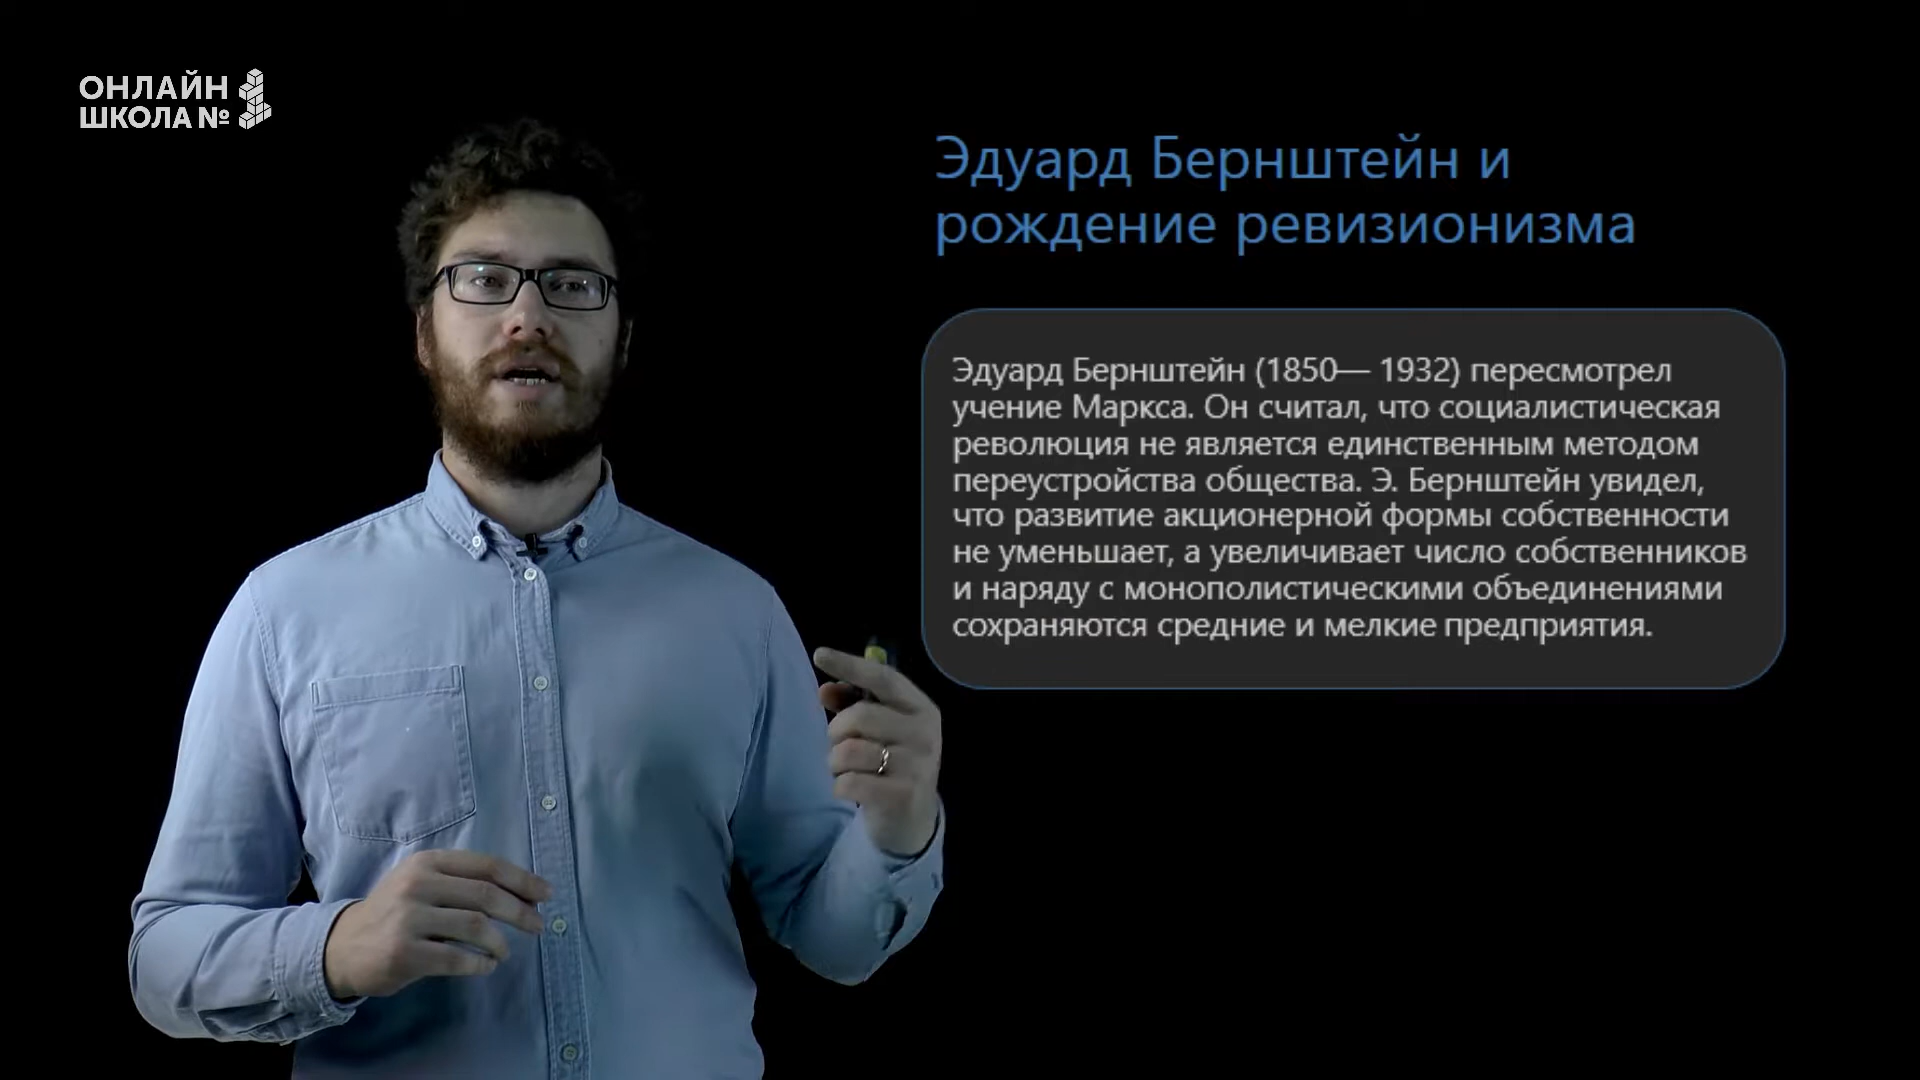 ОНЛАЙН
ШКОЛА №1
Эдуард Бернштейн и
рождение ревизионизма
Эдуард Бернштейн (1850— 1932) пересмотрел
учение Маркса. Он считал, что социалистическая
революция не является единственным методом
переустройства общества. Э. Бернштейн увидел,
что развитие акционерной формы собственности
не уменьшает, а увеличивает число собственников
и наряду с монополистическими объединениями
сохраняются средние и мелкие предприятия.